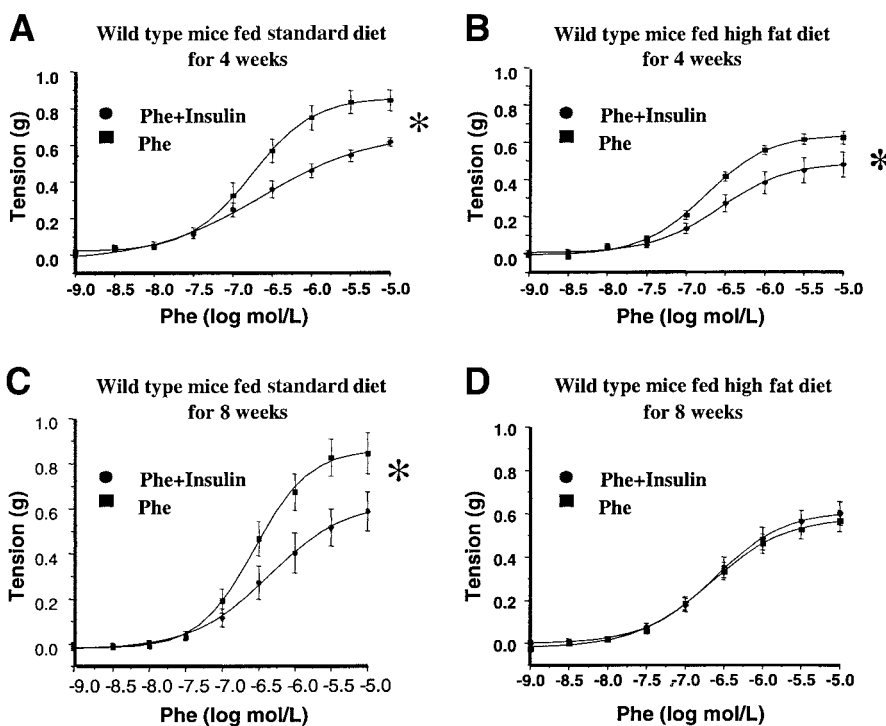 A
Wild type mice fed standard diet
for 4 weeks
1.0
0.8
0.6
0.4
0.2
0.0
Tension (g)
Phe+Insulin
Phe
*
-9.0 -8.5 -8.0 -7.5 -7.0 -6.5 -6.0 -5.5 -5.0
Phe (log mol/L)
B
Wild type mice fed high fat diet
for 4 weeks
1.0
0.8
0.6
0.4
0.2
0.0
Tension (g)
Phe+Insulin
Phe
*
-9.0 -8.5 -8.0 -7.5 -7.0 -6.5 -6.0 -5.5 -5.0
Phe (log mol/L)
C
Wild type mice fed standard diet
for 8 weeks
1.0
0.8
0.6
0.4
0.2
0.0
Tension (g)
Phe+Insulin
Phe
*
-9.0 -8.5 -8.0 -7.5 -7.0 -6.5 -6.0 -5.5 -5.0
Phe (log mol/L)
D
Wild type mice fed high fat diet
for 8 weeks
1.0
0.8
0.6
0.4
0.2
0.0
Tension (g)
Phe+Insulin
Phe
-9.0 -8.5 -8.0 -7.5 -7.0 -6.5 -6.0 -5.5 -5.0
Phe (log mol/L)